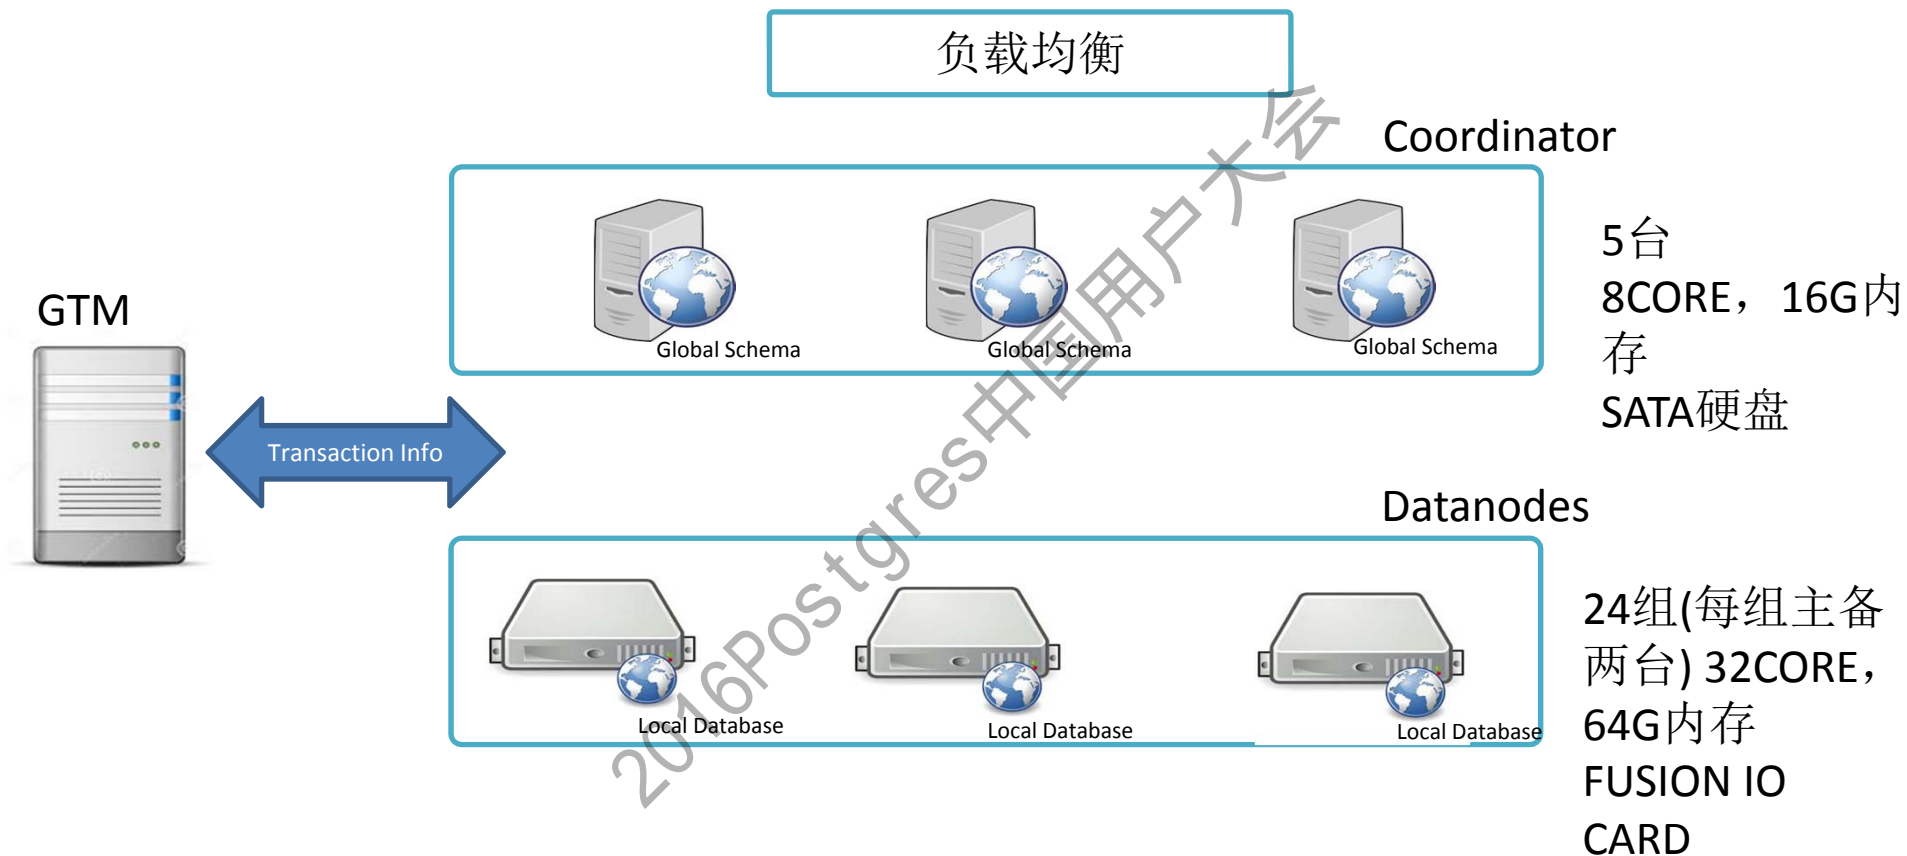 负载均衡
Coordinator
Global Schema
Global Schema
Global Schema
5台
8CORE，16G内
存
SATA硬盘
GTM
Transaction Info
Datanodes
Local Database
Local Database
Local Database
24组(每组主备
两台) 32CORE，
64G内存
FUSION IO
CARD
2016Postgres中国用户大会